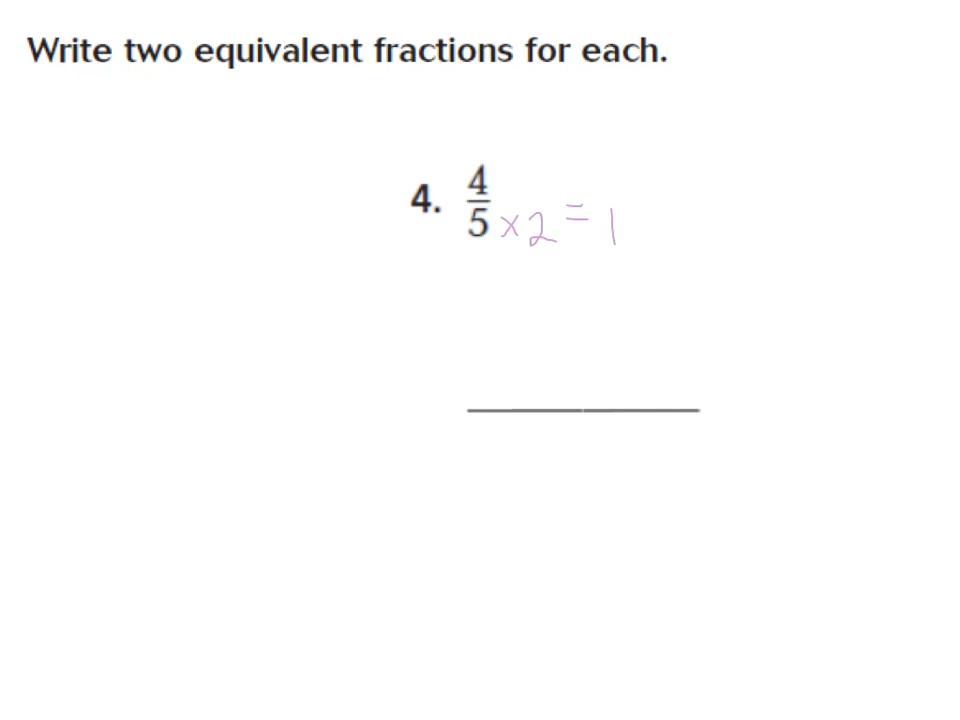 Write two equivalent fractions for each.
4. 4/5 × 2 = 1